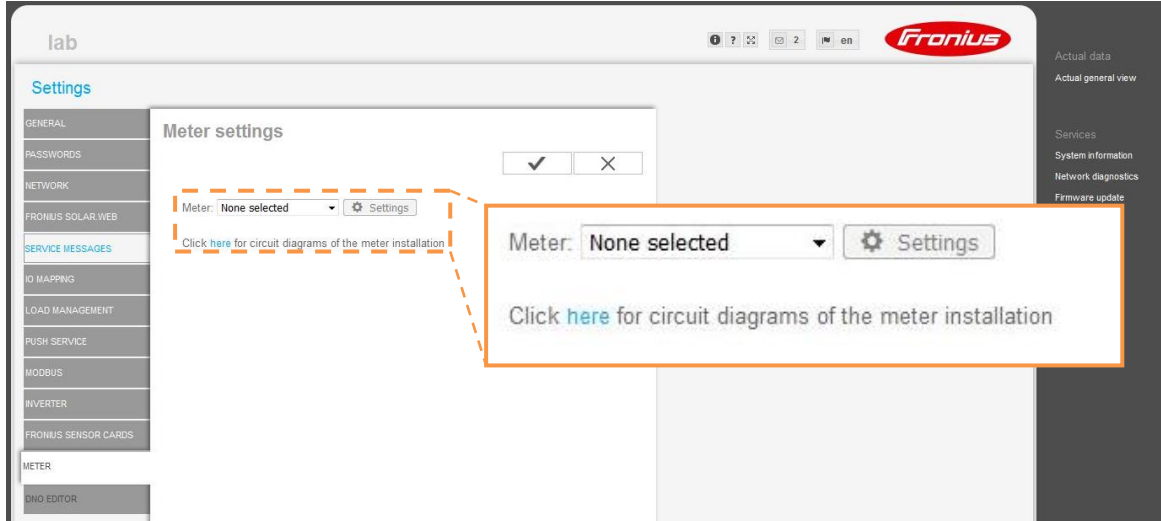 lab
? 2 en
Fronius
Settings
GENERAL
PASSWORDS
NETWORK
FRONIUS SOLAR.WEB
SERVICE MESSAGES
IO MAPPING
LOAD MANAGEMENT
PUSH SERVICE
MODBUS
INVERTER
FRONIUS SENSOR CARDS
METER
DNO EDITOR
Meter settings
Meter: None selected Settings
Click here for circuit diagrams of the meter installation
Meter: None selected Settings
Click here for circuit diagrams of the meter installation
Actual data
Actual general view
Services
System information
Network diagnostics
Firmware update